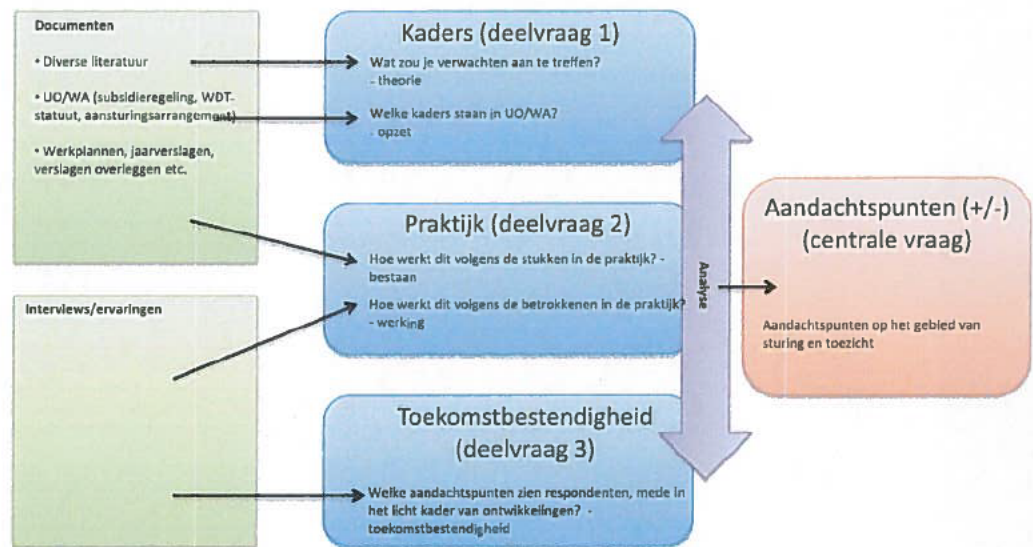 Documenten
• Diverse literatuur
• UO/WA (subsidieregeling, WDT-
statuut, aansturingsarrangement)
• Werkplannen, jaarverslagen,
verslagen overleggen etc.
Interviews/ervaringen
Kaders (deelvraag 1)
Wat zou je verwachten aan te treffen?
- theorie
Welke kaders staan in UO/WA?
- opzet
Praktijk (deelvraag 2)
Hoe werkt dit volgens de stukken in de praktijk? -
bestaan
Hoe werkt dit volgens de betrokkenen in de praktijk?
- werking
Toekomstbestendigheid
(deelvraag 3)
Welke aandachtspunten zien respondenten, mede in
het licht kader van ontwikkelingen? -
toekomstbestendigheid
Analyse
Aandachtspunten (+/-)
(centrale vraag)
Aandachtspunten op het gebied van
sturing en toezicht